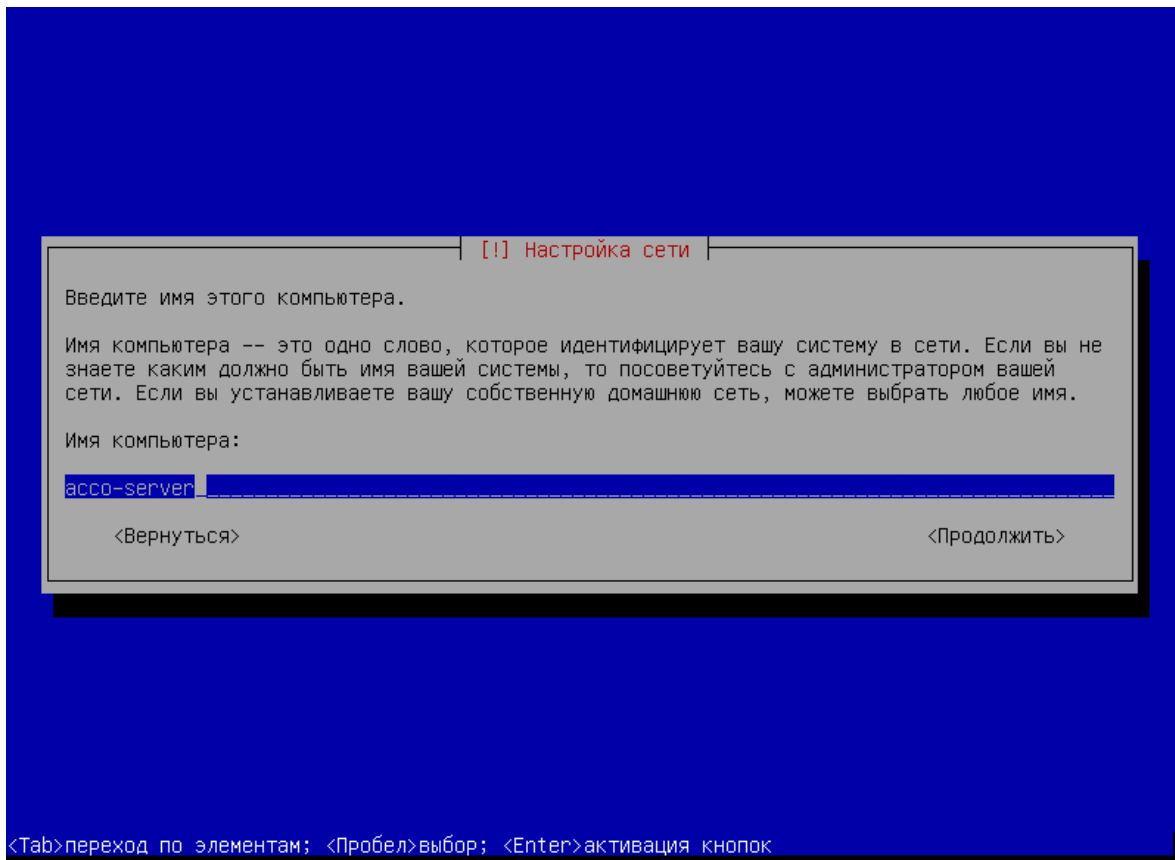 [!] Настройка сети
Введите имя этого компьютера.
Имя компьютера -- это одно слово, которое идентифицирует вашу систему в сети. Если вы не
знаете каким должно быть имя вашей системы, то посоветуйтесь с администратором вашей
сети. Если вы устанавливаете вашу собственную домашнюю сеть, можете выбрать любое имя.
Имя компьютера:
acco-server
<Вернуться> <Продолжить>
<Tab>переход по элементам; <Пробел>выбор; <Enter>активация кнопок